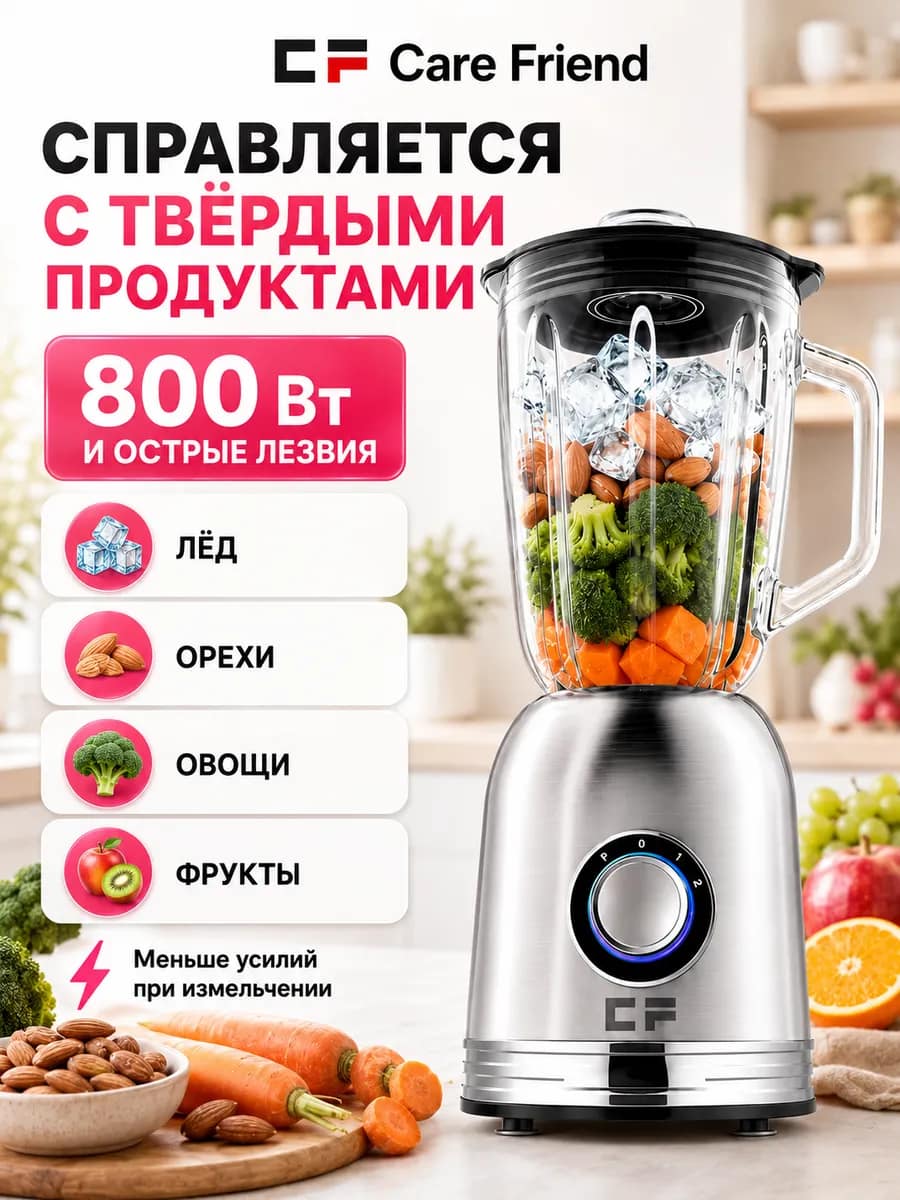 CF Care Friend
СПРАВЛЯЕТСЯ
С ТВЁРДЫМИ
ПРОДУКТАМИ
800 Вт
И ОСТРЫЕ ЛЕЗВИЯ
ЛЁД
ОРЕХИ
ОВОЩИ
ФРУКТЫ
Меньше усилий
при измельчении
P 0 1 2
CF